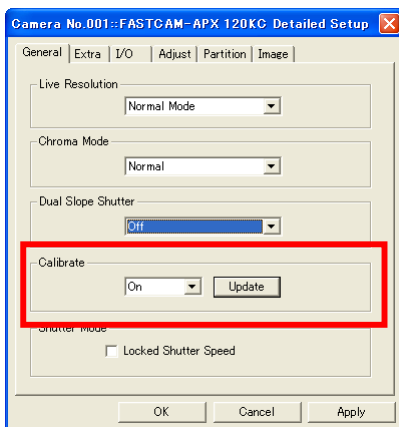 Camera No.001::FASTCAM-APX 120KC Detailed Setup
General Extra I/O Adjust Partition Image
Live Resolution
Normal Mode
Chroma Mode
Normal
Dual Slope Shutter
Off
Calibrate
On Update
Shutter Mode
Locked Shutter Speed
OK Cancel Apply